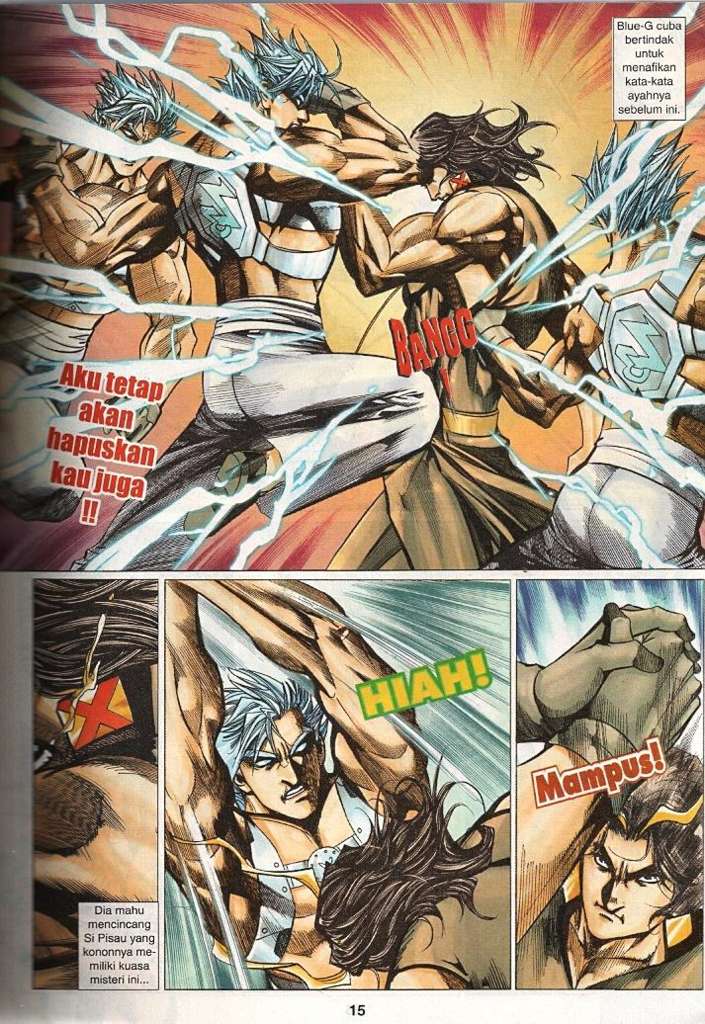 Blue-G cuba
bertindak
untuk
menafikan
kata-kata
ayahnya
sebelum ini.
BANGG
!
Aku tetap
akan
hapuskan
kau juga
!!
Dia mahu
mencincang
Si Pisau yang
kononnya me-
miliki kuasa
misteri ini...
HIAH!
Mampus!
15